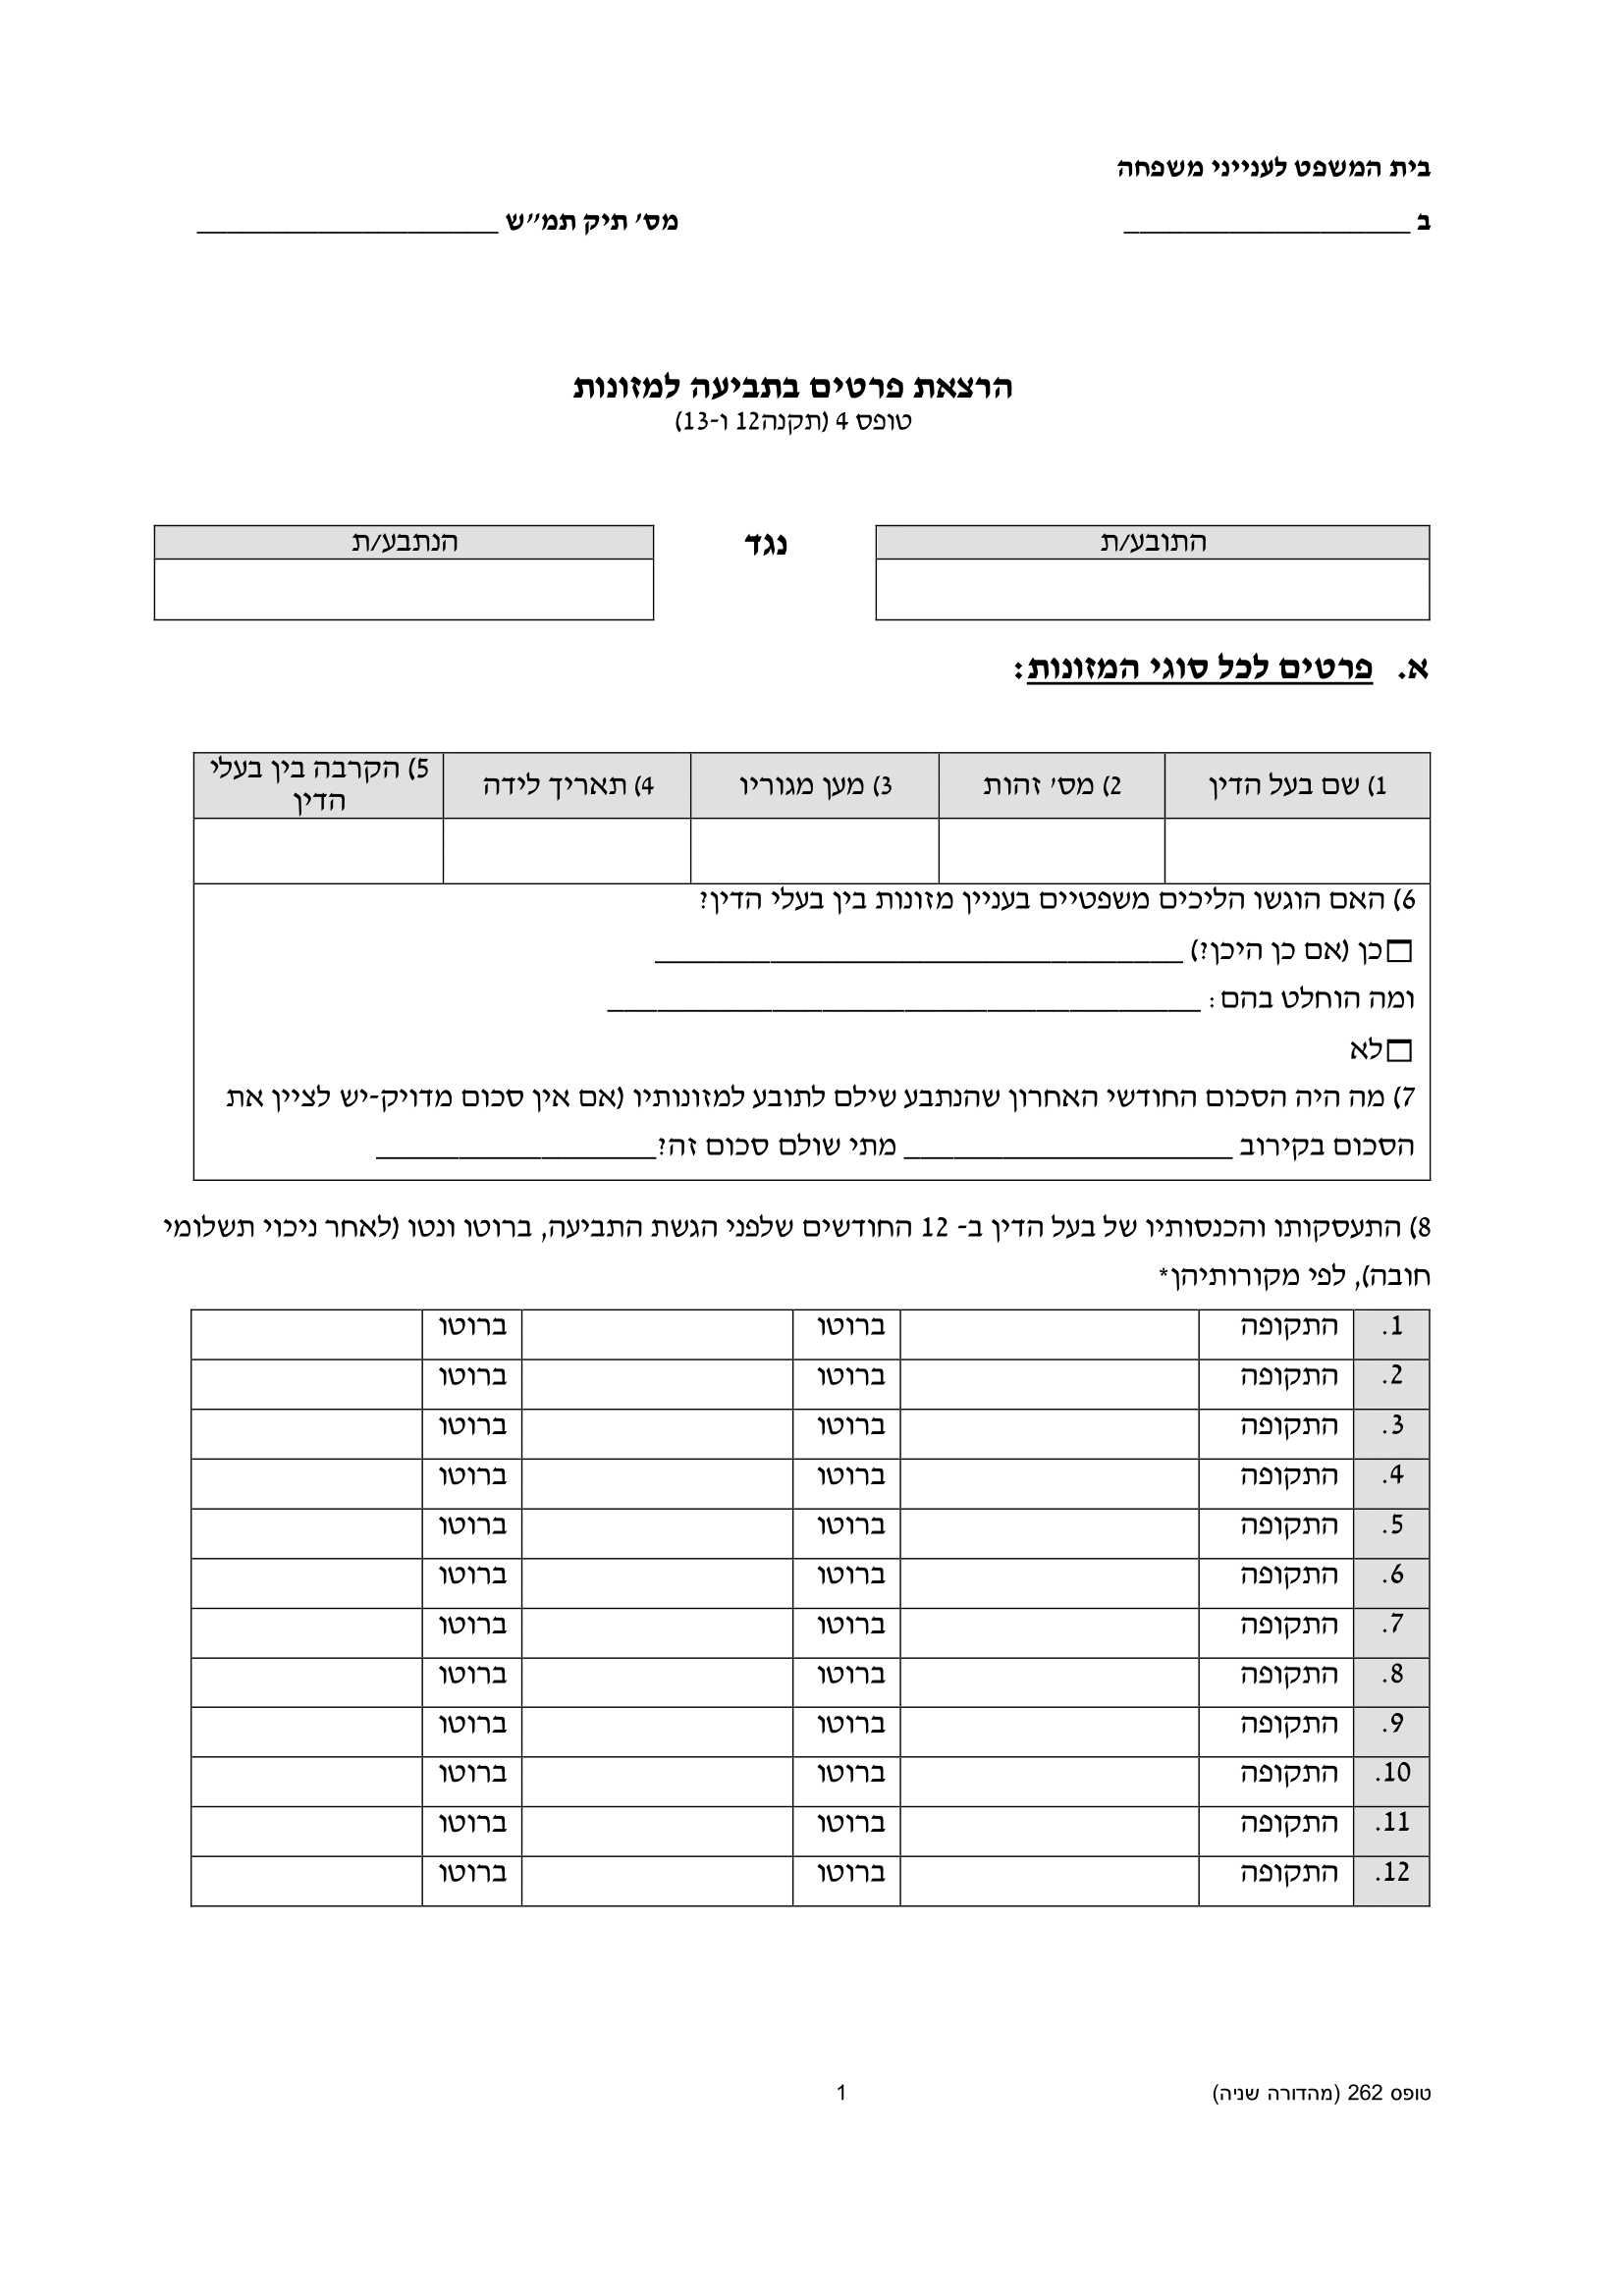 בית המשפט לענייני משפחה
ב ___________________ מס' תיק תמ"ש ____________________
הרצאת פרטים בתביעה למזונות
טופס 4 (תקנה12 ו-13)
התובע/ת נגד הנתבע/ת
א. פרטים לכל סוגי המזונות:
1) שם בעל הדין 2) מס' זהות 3) מען מגוריו 4) תאריך לידה 5) הקרבה בין בעלי
הדין
6) האם הוגשו הליכים משפטיים בעניין מזונות בין בעלי הדין?
כן (אם כן היכן?) ________________________________
ומה הוחלט בהם: ____________________________________
לא
7) מה היה הסכום החודשי האחרון שהנתבע שילם לתובע למזונותיו (אם אין סכום מדויק-יש לציין את
הסכום בקירוב ____________________ מתי שולם סכום זה?_________________
8) התעסקותו והכנסותיו של בעל הדין ב- 12 החודשים שלפני הגשת התביעה, ברוטו ונטו (לאחר ניכוי תשלומי
חובה), לפי מקורותיהן*
1. התקופה ברוטו ברוטו
2. התקופה ברוטו ברוטו
3. התקופה ברוטו ברוטו
4. התקופה ברוטו ברוטו
5. התקופה ברוטו ברוטו
6. התקופה ברוטו ברוטו
7. התקופה ברוטו ברוטו
8. התקופה ברוטו ברוטו
9. התקופה ברוטו ברוטו
10. התקופה ברוטו ברוטו
11. התקופה ברוטו ברוטו
12. התקופה ברוטו ברוטו
טופס 262 (מהדורה שניה) 1